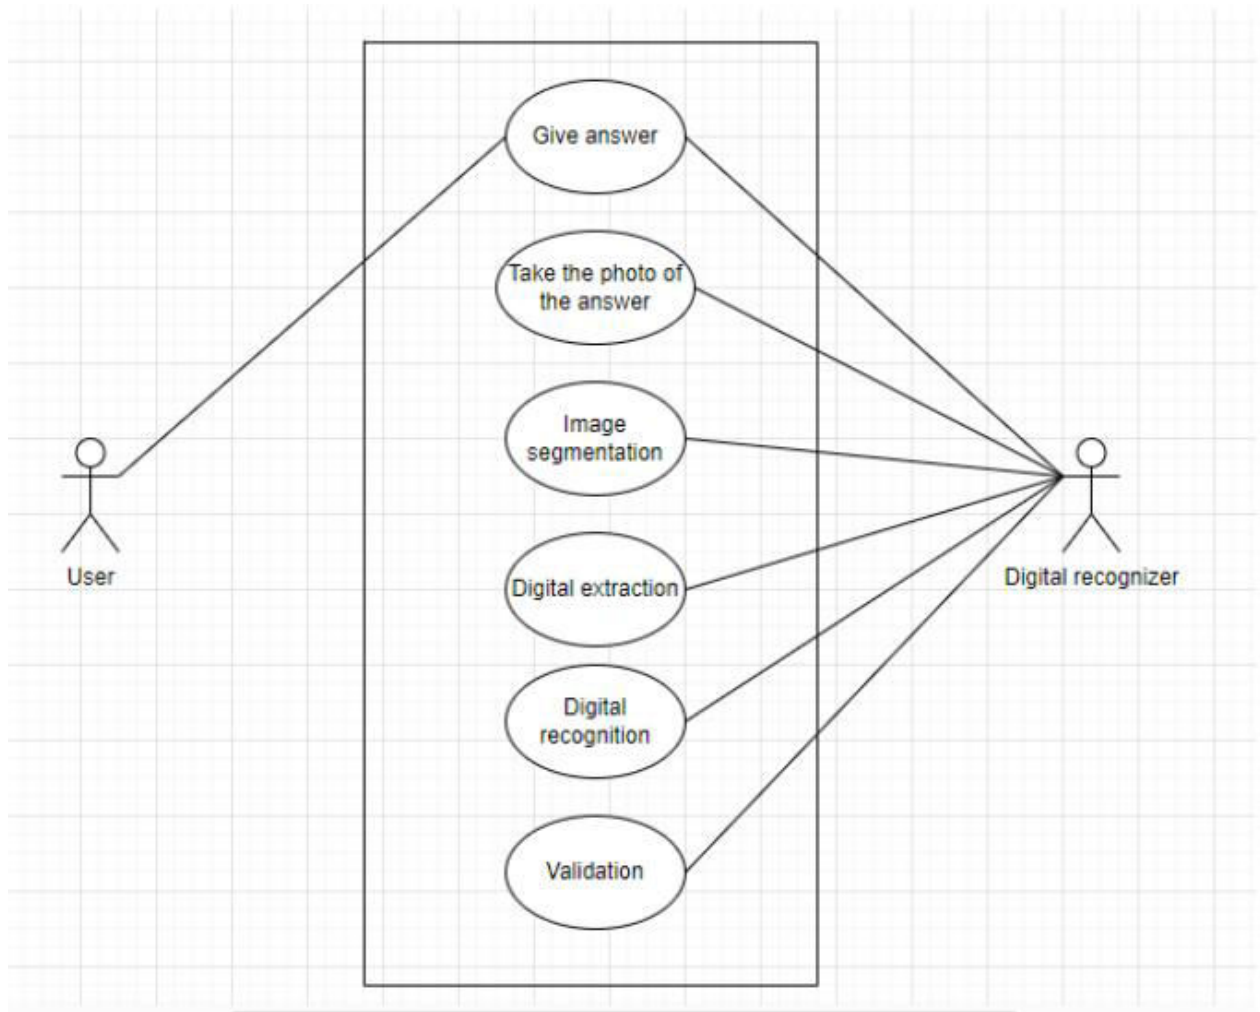 Give answer
Take the photo of
the answer
Image
segmentation
Digital extraction
Digital
recognition
Validation
User
Digital recognizer